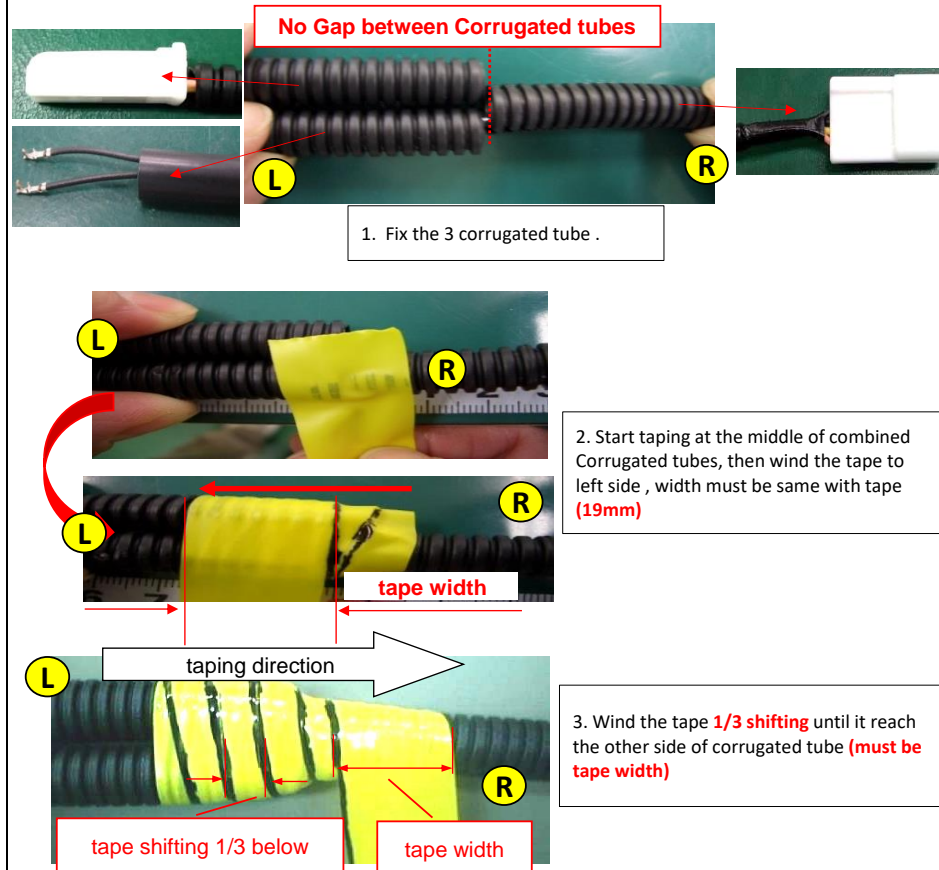 No Gap between Corrugated tubes
L
R
1. Fix the 3 corrugated tube .
L
R
2. Start taping at the middle of combined
Corrugated tubes, then wind the tape to
left side , width must be same with tape
(19mm)
R
L
tape width
taping direction
L
3. Wind the tape 1/3 shifting until it reach
the other side of corrugated tube (must be
tape width)
R
tape shifting 1/3 below
tape width